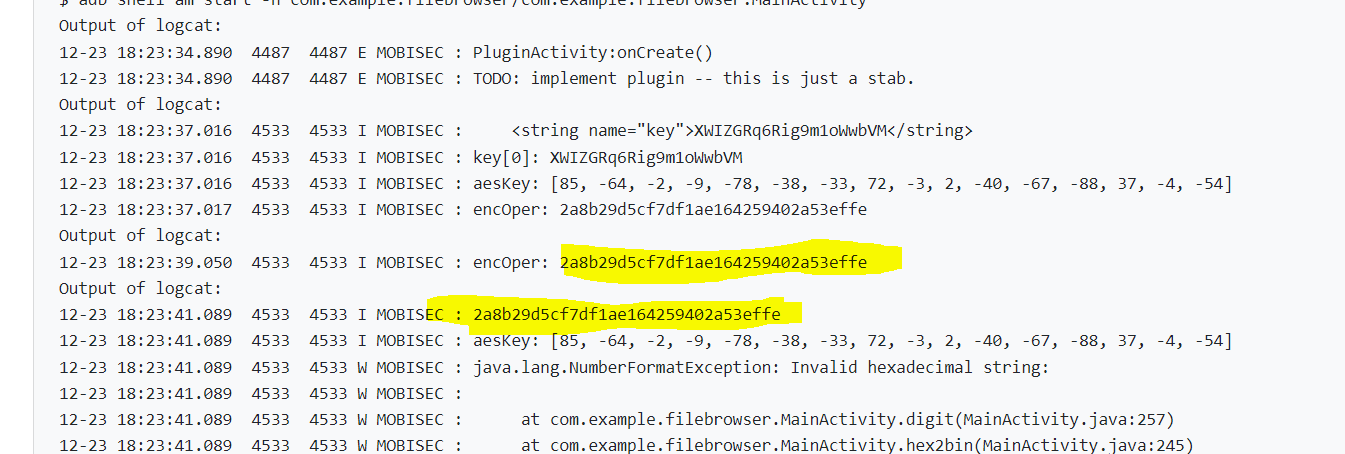 $ adb shell am start -n com.example.filebrowser/com.example.filebrowser.MainActivity
Output of logcat:
12-23 18:23:34.890  4487  4487 E MOBISEC : PluginActivity:onCreate()
12-23 18:23:34.890  4487  4487 E MOBISEC : TODO: implement plugin -- this is just a stab.
Output of logcat:
12-23 18:23:37.016  4533  4533 I MOBISEC :     <string name="key">XWIZGRq6Rig9m1oWwbVM</string>
12-23 18:23:37.016  4533  4533 I MOBISEC : key[0]: XWIZGRq6Rig9m1oWwbVM
12-23 18:23:37.016  4533  4533 I MOBISEC : aesKey: [85, -64, -2, -9, -78, -38, -33, 72, -3, 2, -40, -67, -88, 37, -4, -54]
12-23 18:23:37.017  4533  4533 I MOBISEC : encOper: 2a8b29d5cf7df1ae164259402a53effe
Output of logcat:
12-23 18:23:39.050  4533  4533 I MOBISEC : encOper: 2a8b29d5cf7df1ae164259402a53effe
Output of logcat:
12-23 18:23:41.089  4533  4533 I MOBISEC : 2a8b29d5cf7df1ae164259402a53effe
12-23 18:23:41.089  4533  4533 I MOBISEC : aesKey: [85, -64, -2, -9, -78, -38, -33, 72, -3, 2, -40, -67, -88, 37, -4, -54]
12-23 18:23:41.089  4533  4533 W MOBISEC : java.lang.NumberFormatException: Invalid hexadecimal string:
12-23 18:23:41.089  4533  4533 W MOBISEC :
12-23 18:23:41.089  4533  4533 W MOBISEC :      at com.example.filebrowser.MainActivity.digit(MainActivity.java:257)
12-23 18:23:41.089  4533  4533 W MOBISEC :      at com.example.filebrowser.MainActivity.hex2bin(MainActivity.java:245)